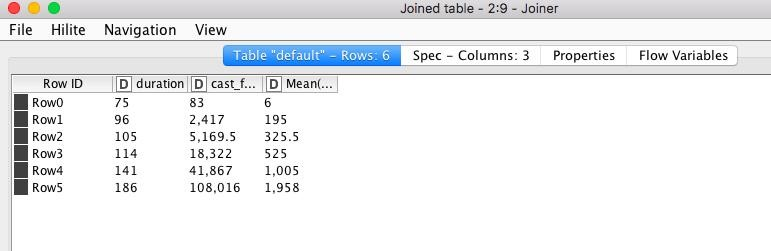 Joined table - 2:9 - Joiner
File Hilite Navigation View
Table "default" - Rows: 6 Spec - Columns: 3 Properties Flow Variables
Row ID D duration D cast_f... D Mean(...
Row0 75 83 6
Row1 96 2,417 195
Row2 105 5,169.5 325.5
Row3 114 18,322 525
Row4 141 41,867 1,005
Row5 186 108,016 1,958